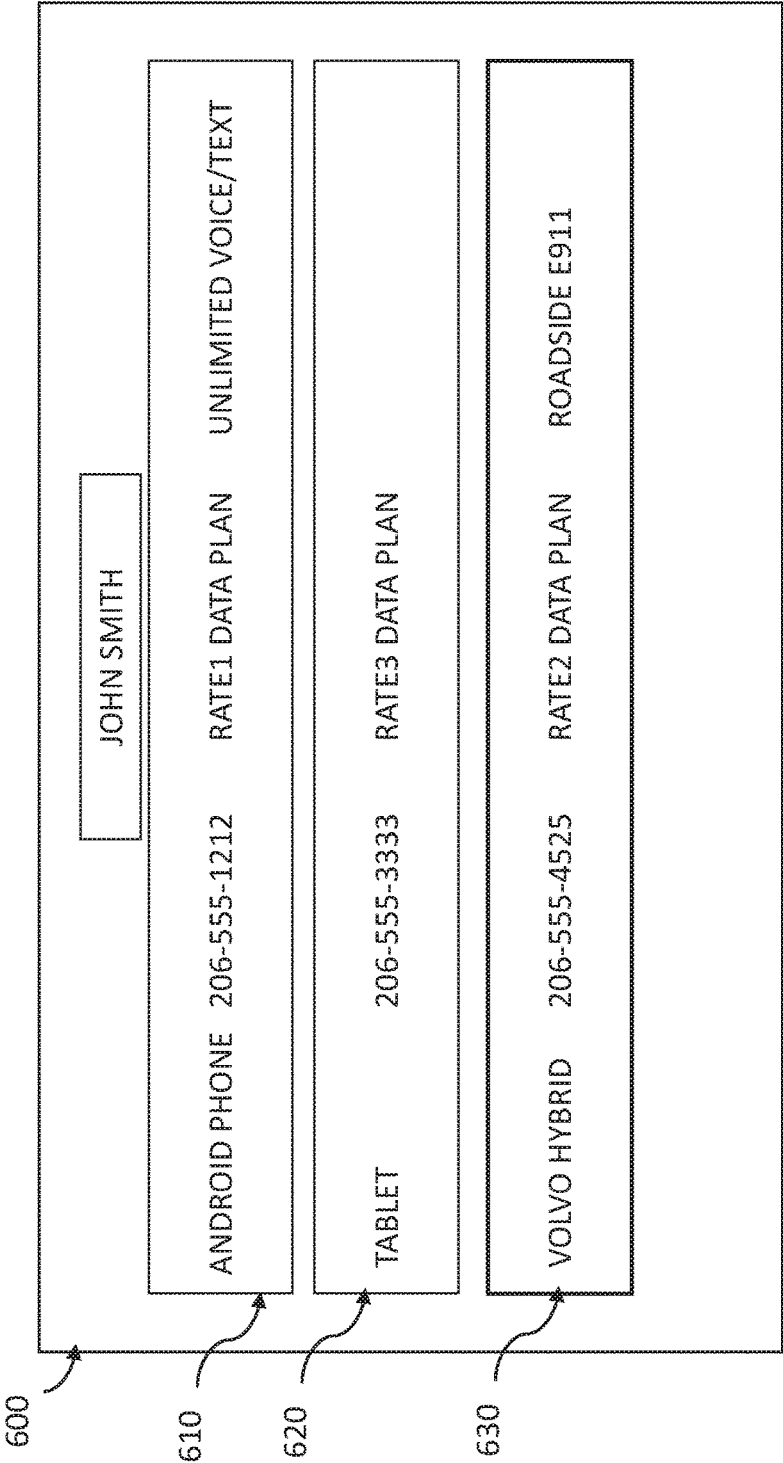 600
JOHN SMITH
610
ANDROID PHONE 206-555-1212 RATE1 DATA PLAN UNLIMITED VOICE/TEXT
620
TABLET 206-555-3333 RATE3 DATA PLAN
630
VOLVO HYBRID 206-555-4525 RATE2 DATA PLAN ROADSIDE E911